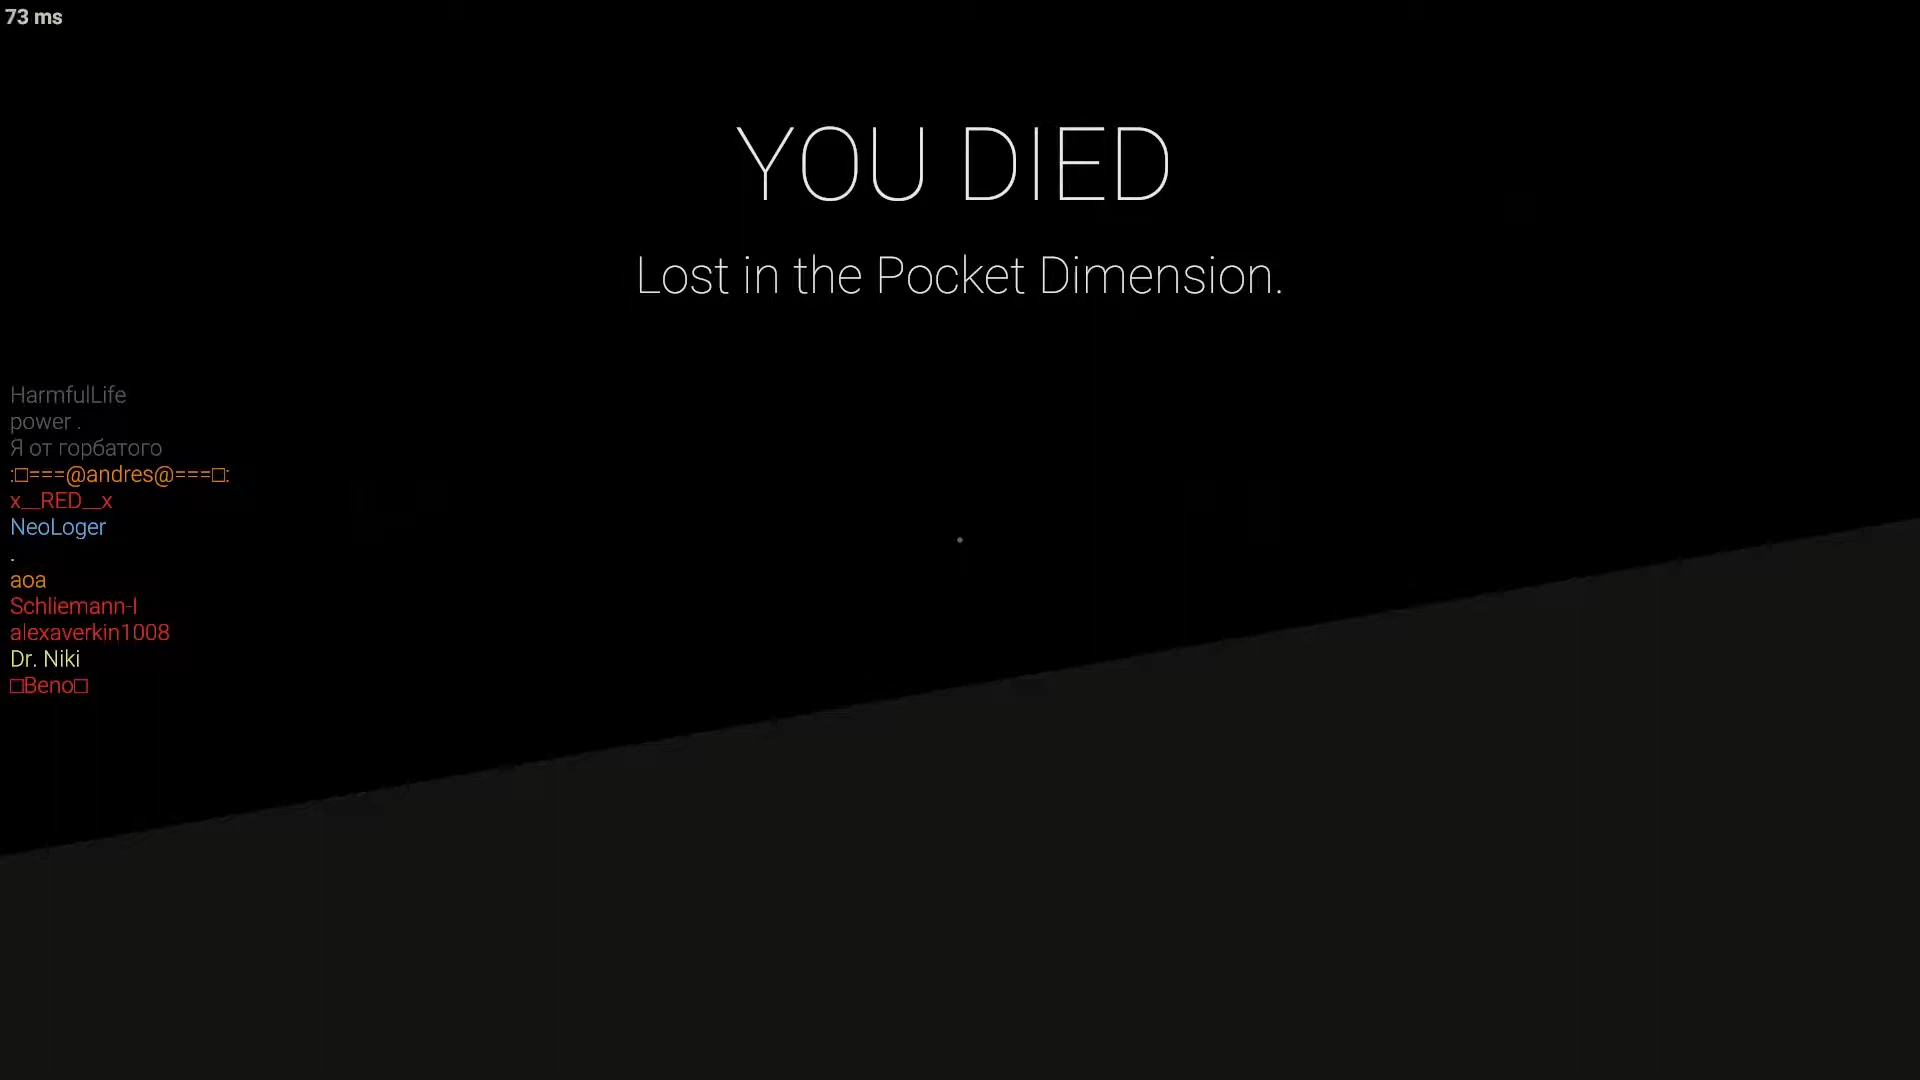 73 ms
YOU DIED
Lost in the Pocket Dimension.
HarmfulLife
power .
Я от горбатого
:□===@andres@===□:
x__RED__x
NeoLoger
.
aoa
Schliemann-I
alexaverkin1008
Dr. Niki
□Beno□